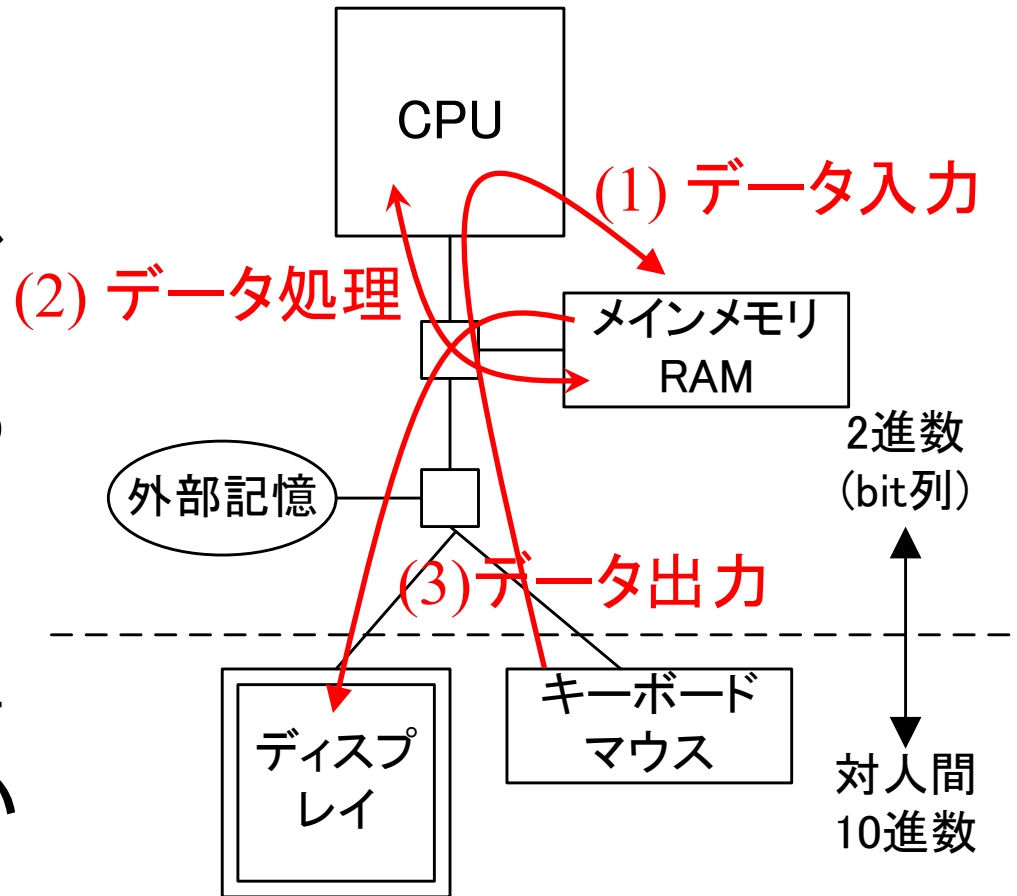 CPU
(1) データ入力
(2) データ処理
メインメモリ
RAM
2進数
(bit列)
外部記憶
(3)データ出力
キーボード
マウス
ディスプ
レイ
対人間
10進数